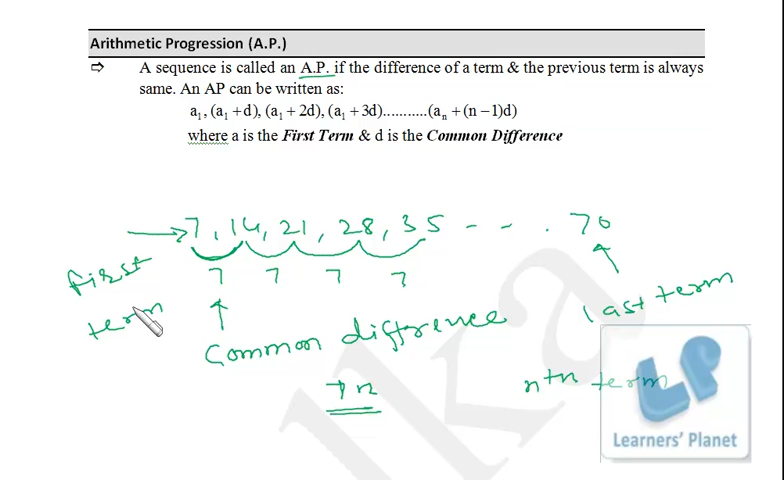 Arithmetic Progression (A.P.)
⇨ A sequence is called an A.P. if the difference of a term & the previous term is always
same. An AP can be written as:
a₁, (a₁ + d), (a₁ + 2d), (a₁ + 3d)..........(aₙ + (n − 1)d)
where a is the First Term & d is the Common Difference
7, 14, 21, 28, 35 - - . 70
7 7 7 7
first
term
Common difference
last term
→ n
nth term
LP
Learners' Planet